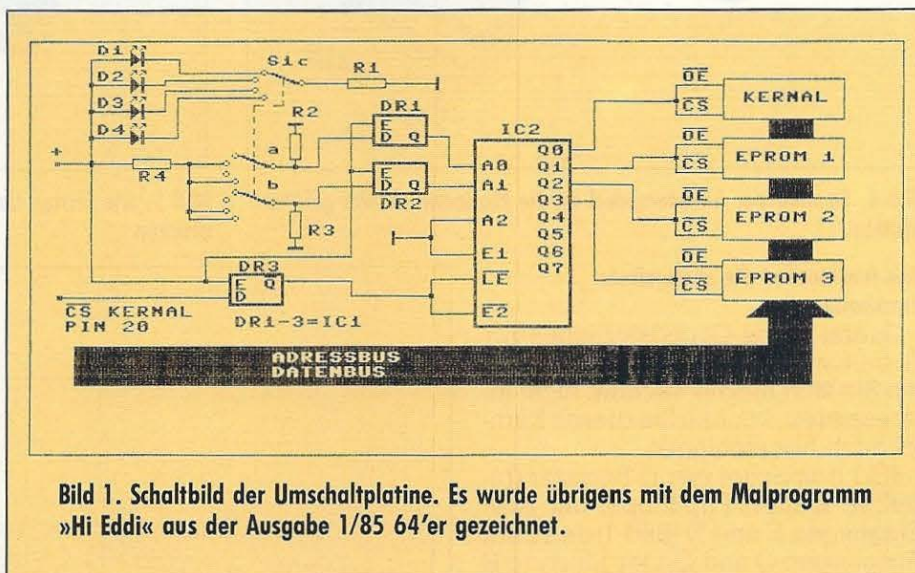 D1
D2
D3
D4
Sic
R1
R2
DR1
E
D Q
a
b
R4
R3
DR2
D Q
+
IC2
A0
A1
A2
E1
LE
E2
Q0
Q1
Q2
Q3
Q4
Q5
Q6
Q7
OE
CS
KERNAL
OE
CS
EPROM 1
OE
CS
EPROM 2
OE
CS
EPROM 3
DR3
E Q
D
CS KERNAL
PIN 20
DR1-3=IC1
ADRESSBUS
DATENBUS
Bild 1. Schaltbild der Umschaltplatine. Es wurde übrigens mit dem Malprogramm
»Hi Eddi« aus der Ausgabe 1/85 64'er gezeichnet.